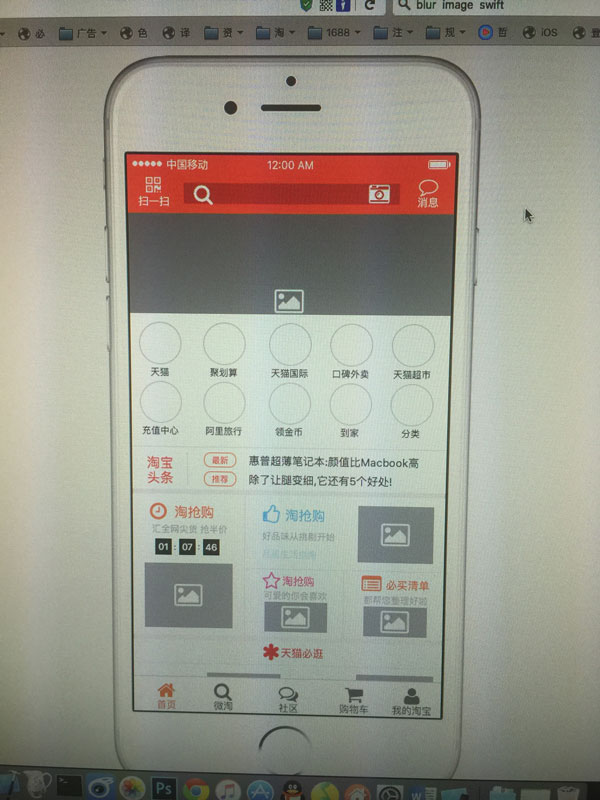 blur image swift
必 广告 色 译 资 淘 1688 注 规 哲 iOS
中国移动 12:00 AM
扫一扫 消息
天猫 聚划算 天猫国际 口碑外卖 天猫超市
充值中心 阿里旅行 领金币 到家 分类
淘宝
头条
最新 惠普超薄笔记本:颜值比Macbook高
推荐 除了让腿变细,它还有5个好处!
淘抢购
汇全网尖货 抢半价
01:07:46
淘抢购
好品味从挑剔开始
淘抢购
可爱的你会喜欢
必买清单
都帮您整理好啦
天猫必逛
首页 微淘 社区 购物车 我的淘宝
Ps